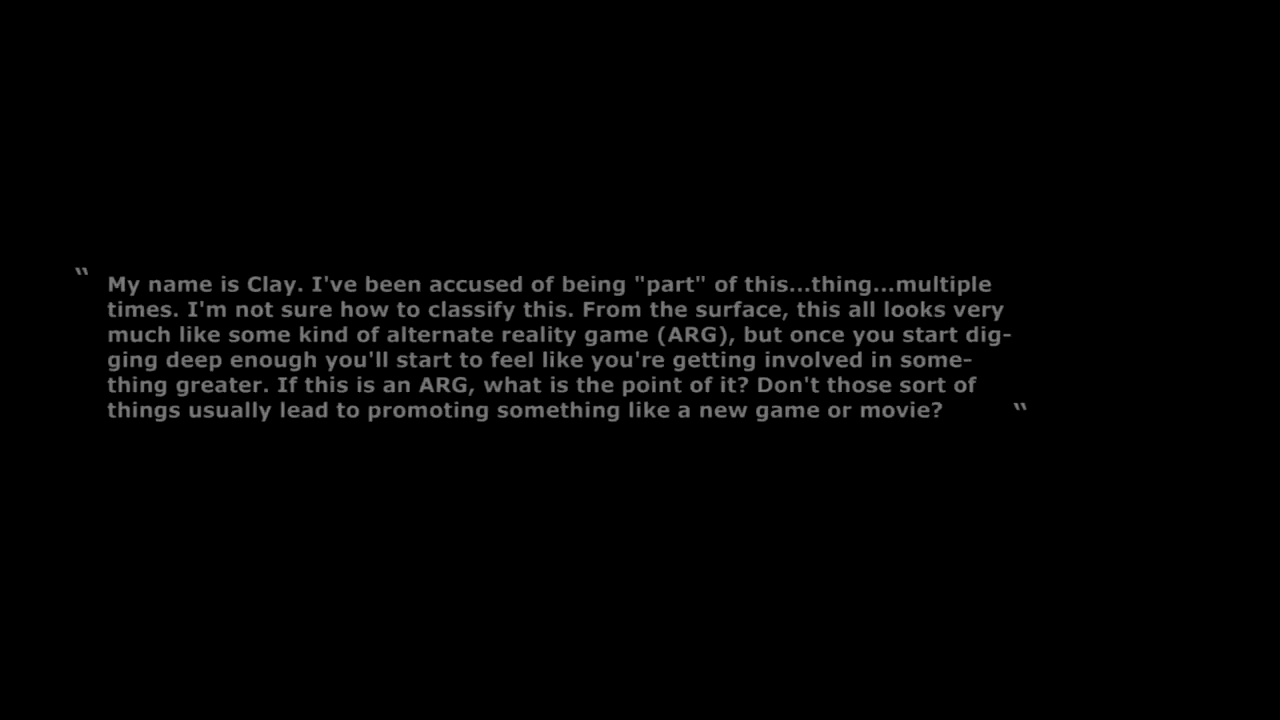 “ My name is Clay. I've been accused of being "part" of this...thing...multiple
times. I'm not sure how to classify this. From the surface, this all looks very
much like some kind of alternate reality game (ARG), but once you start dig-
ging deep enough you'll start to feel like you're getting involved in some-
thing greater. If this is an ARG, what is the point of it? Don't those sort of
things usually lead to promoting something like a new game or movie? “